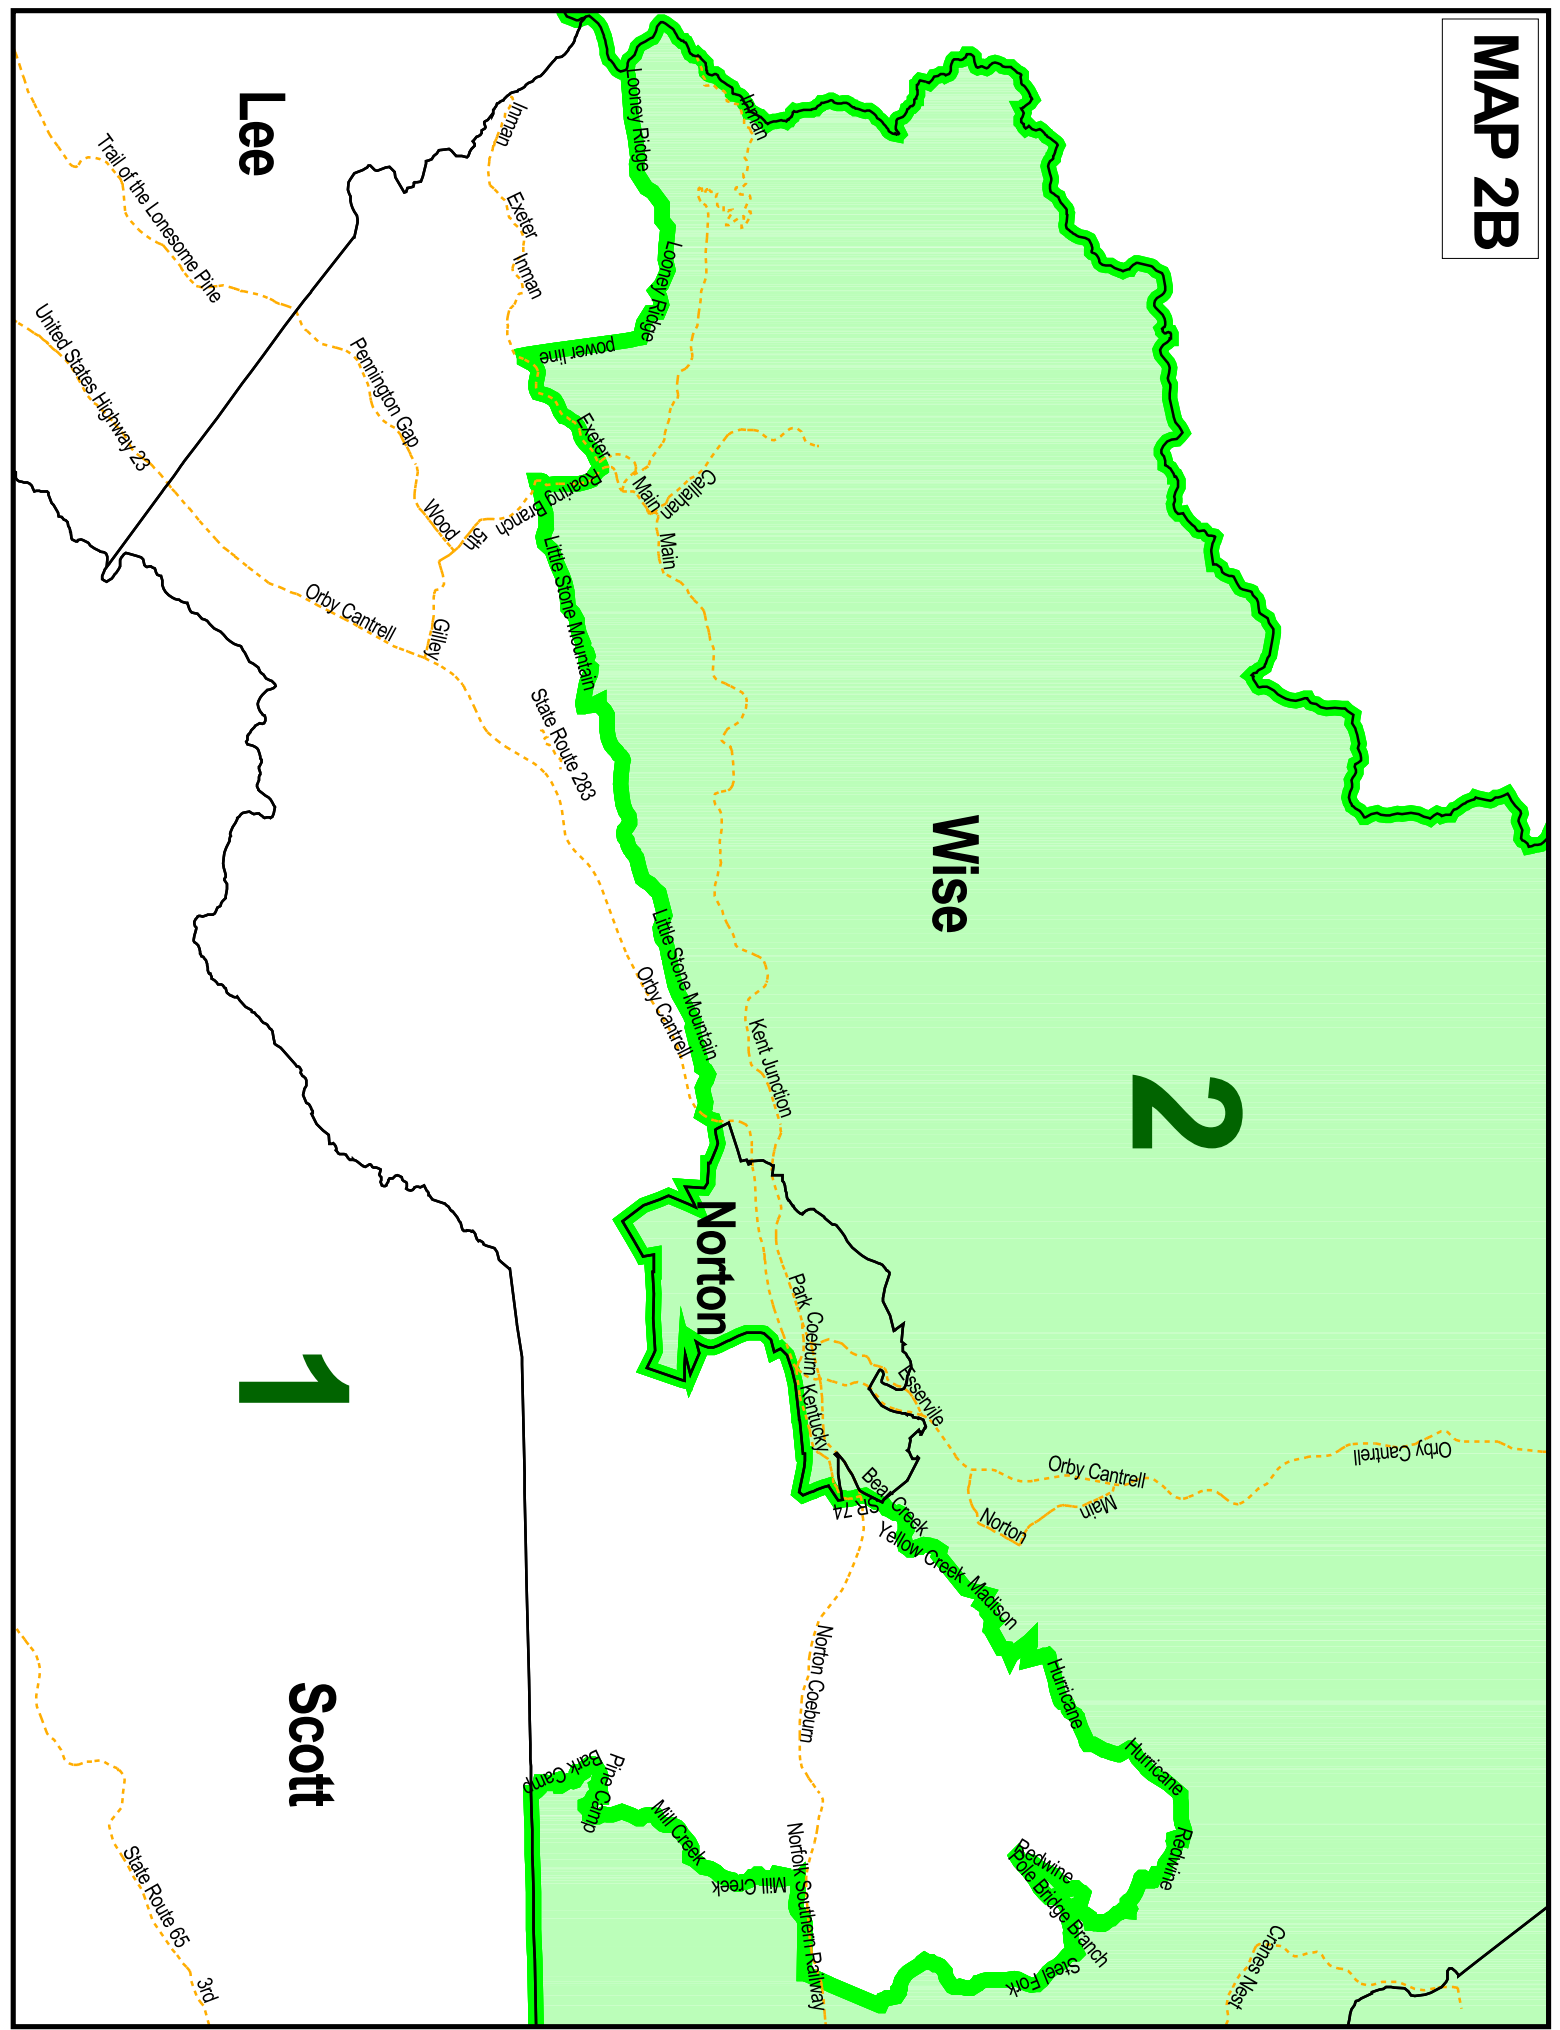 MAP 2B
Lee
Wise
Norton
Scott
2
1
Inman
Looney Ridge
Looney Ridge
Inman
Exeter
Inman
power line
Exeter
Roaring Branch
Main
Callahan
Main
Trail of the Lonesome Pine
United States Highway 23
Pennington Gap
Wood
5th
Gilley
Orby Cantrell
Little Stone Mountain
State Route 283
Little Stone Mountain
Orby Cantrell
Kent Junction
Park
Coeburn
Kentucky
Esservile
Orby Cantrell
Orby Cantrell
Main
Norton
Bear Creek
SR 74
Yellow Creek
Madison
Hurricane
Hurricane
Redwine
Redwine
Pole Bridge Branch
Steel Fork
Norton Coeburn
Norfolk Southern Railway
Mill Creek
Mill Creek
Pine Camp
Bark Camp
Cranes Nest
State Route 65
3rd